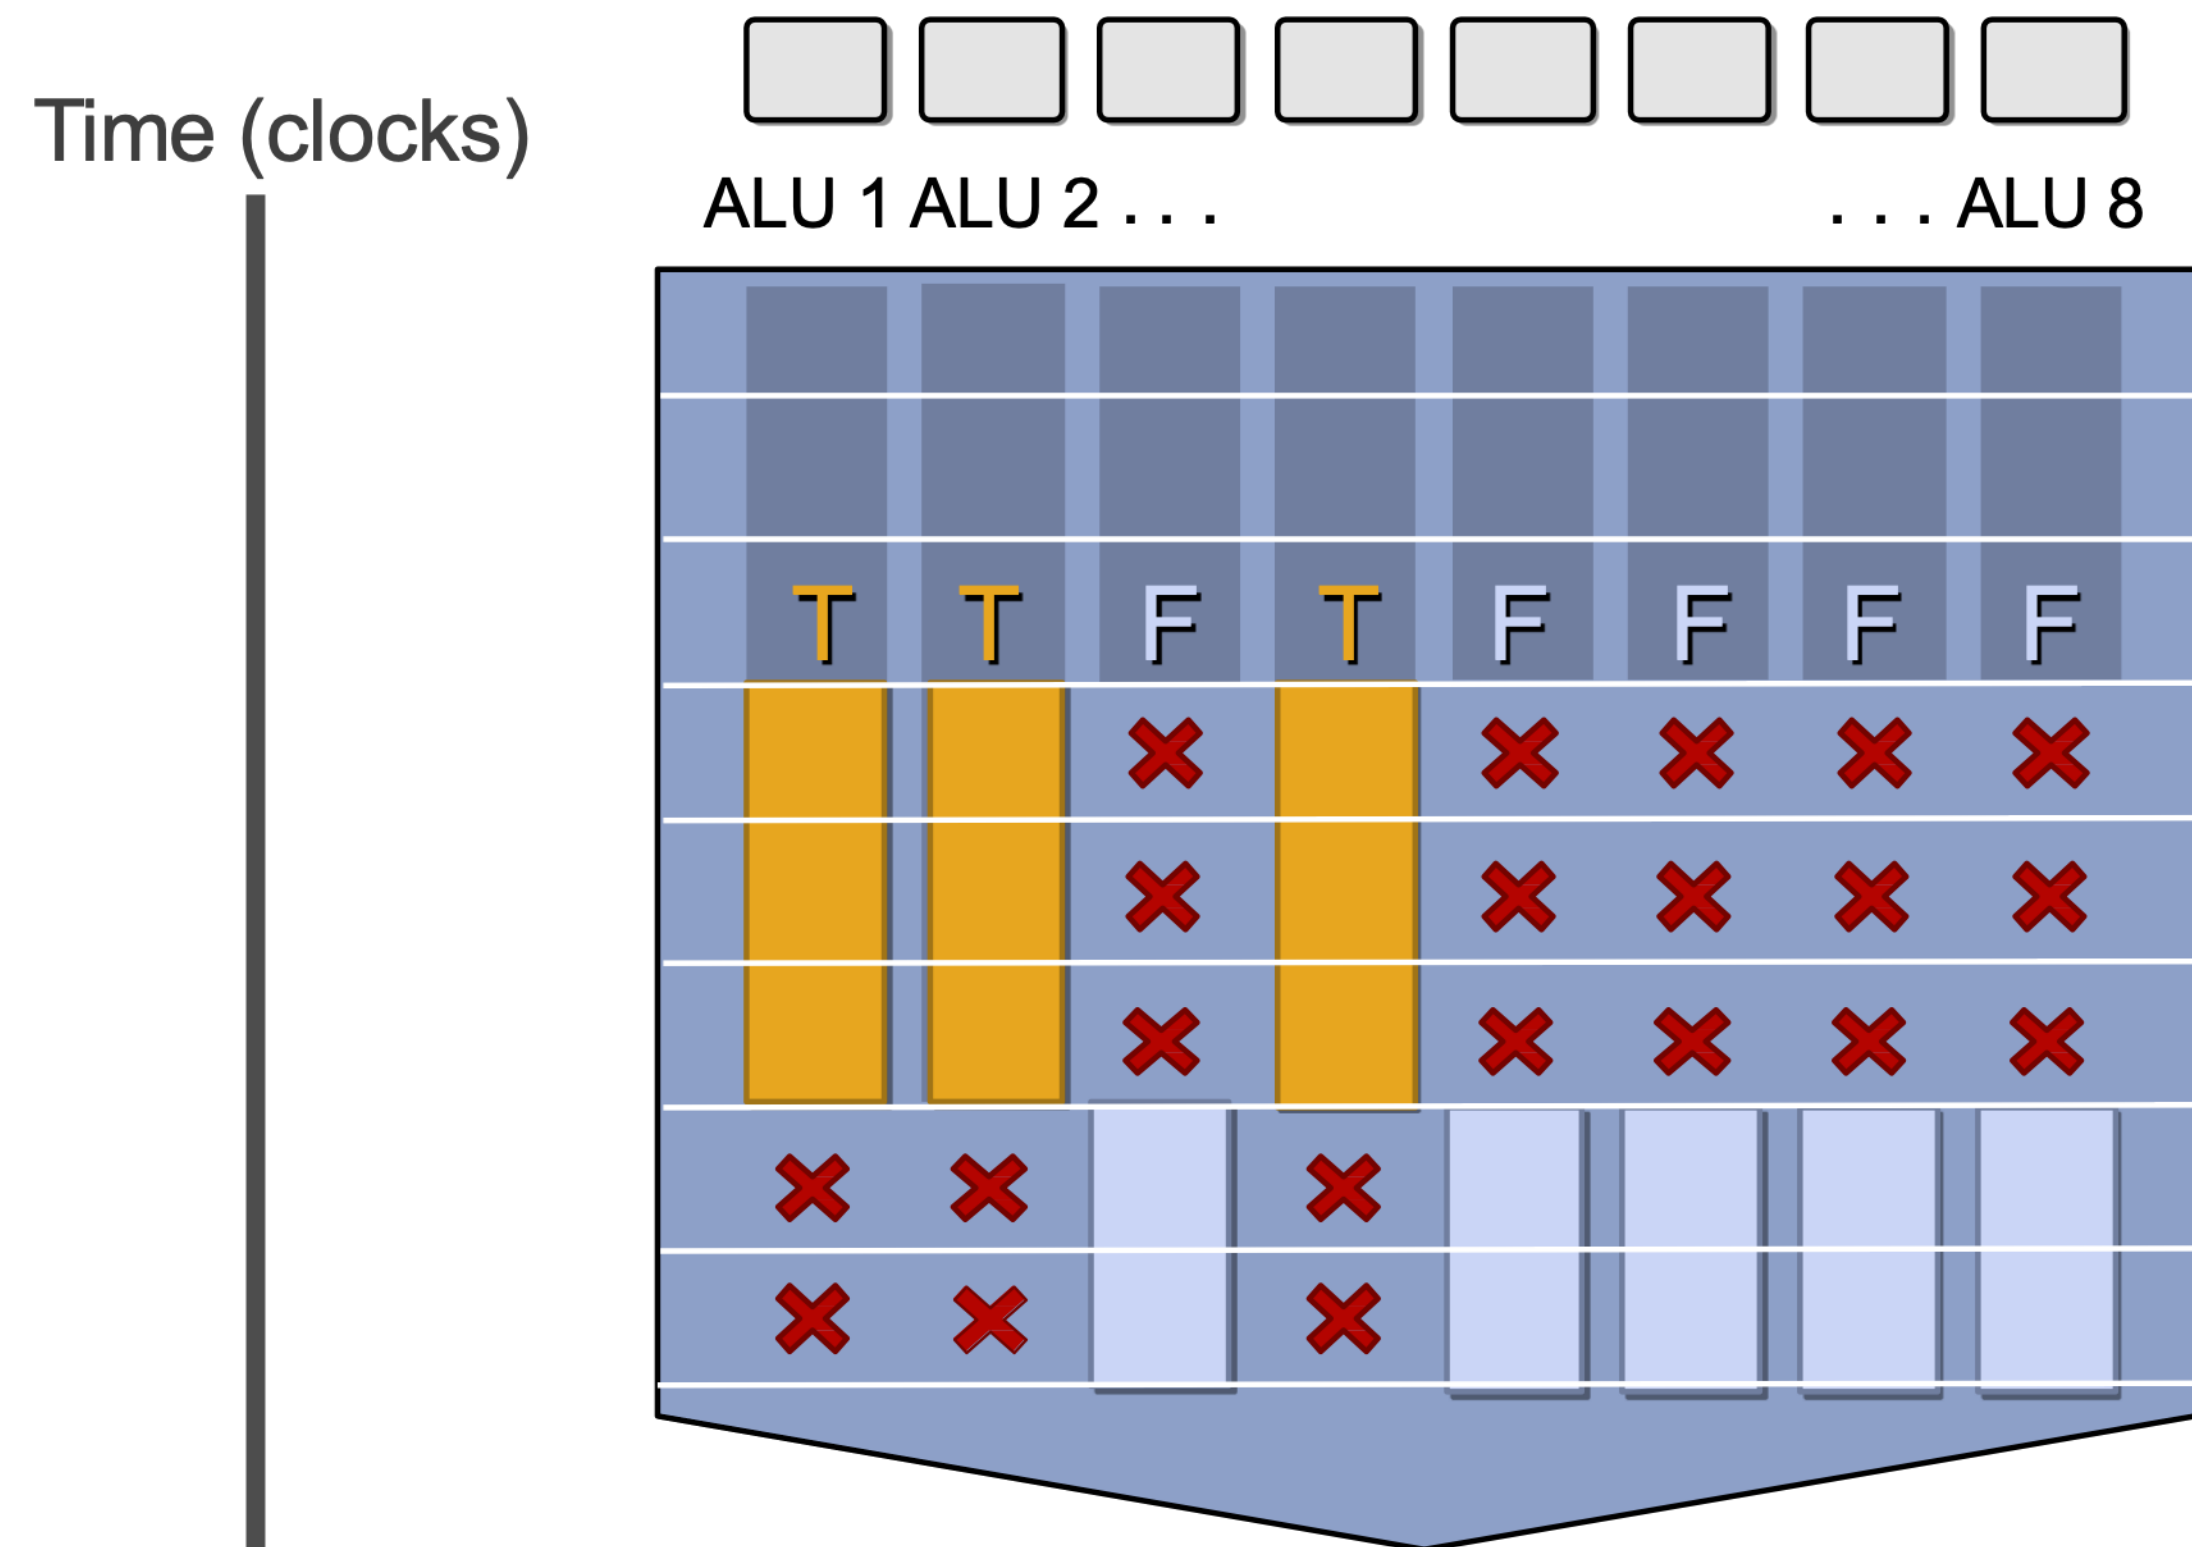 Time (clocks)
ALU 1 ALU 2 . . . . . . ALU 8
T T F T F F F F